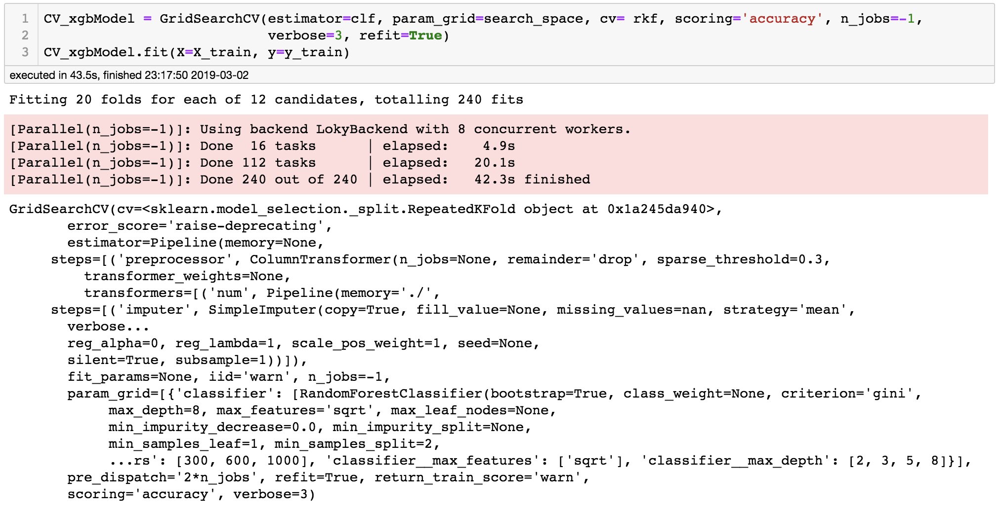 1 CV_xgbModel = GridSearchCV(estimator=clf, param_grid=search_space, cv= rkf, scoring='accuracy', n_jobs=-1,
2 verbose=3, refit=True)
3 CV_xgbModel.fit(X=X_train, y=y_train)
executed in 43.5s, finished 23:17:50 2019-03-02
Fitting 20 folds for each of 12 candidates, totalling 240 fits
[Parallel(n_jobs=-1)]: Using backend LokyBackend with 8 concurrent workers.
[Parallel(n_jobs=-1)]: Done  16 tasks      | elapsed:    4.9s
[Parallel(n_jobs=-1)]: Done 112 tasks      | elapsed:   20.1s
[Parallel(n_jobs=-1)]: Done 240 out of 240 | elapsed:   42.3s finished
GridSearchCV(cv=<sklearn.model_selection._split.RepeatedKFold object at 0x1a245da940>,
error_score='raise-deprecating',
estimator=Pipeline(memory=None,
steps=[('preprocessor', ColumnTransformer(n_jobs=None, remainder='drop', sparse_threshold=0.3,
transformer_weights=None,
transformers=[('num', Pipeline(memory='./',
steps=[('imputer', SimpleImputer(copy=True, fill_value=None, missing_values=nan, strategy='mean',
verbose...
reg_alpha=0, reg_lambda=1, scale_pos_weight=1, seed=None,
silent=True, subsample=1))]),
fit_params=None, iid='warn', n_jobs=-1,
param_grid=[{'classifier': [RandomForestClassifier(bootstrap=True, class_weight=None, criterion='gini',
max_depth=8, max_features='sqrt', max_leaf_nodes=None,
min_impurity_decrease=0.0, min_impurity_split=None,
min_samples_leaf=1, min_samples_split=2,
...rs': [300, 600, 1000], 'classifier__max_features': ['sqrt'], 'classifier__max_depth': [2, 3, 5, 8]}],
pre_dispatch='2*n_jobs', refit=True, return_train_score='warn',
scoring='accuracy', verbose=3)